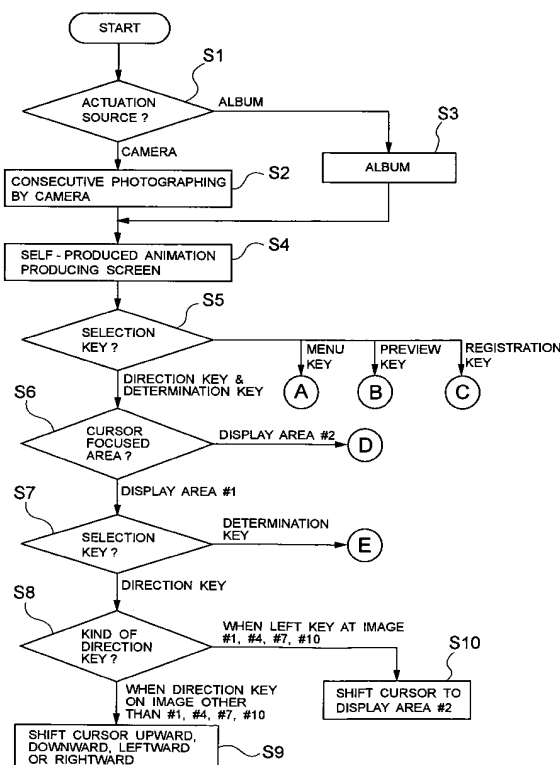 START
S1
ACTUATION
SOURCE ?
ALBUM
CAMERA
S3
ALBUM
S2
CONSECUTIVE PHOTOGRAPHING
BY CAMERA
S4
SELF - PRODUCED ANIMATION
PRODUCING SCREEN
S5
SELECTION
KEY ?
MENU
KEY
PREVIEW
KEY
REGISTRATION
KEY
A
B
C
DIRECTION KEY &
DETERMINATION KEY
S6
CURSOR
FOCUSED
AREA ?
DISPLAY AREA #2
D
DISPLAY AREA #1
S7
SELECTION
KEY ?
DETERMINATION
KEY
E
DIRECTION KEY
S8
KIND OF
DIRECTION
KEY ?
WHEN LEFT KEY AT IMAGE
#1, #4, #7, #10
S10
SHIFT CURSOR TO
DISPLAY AREA #2
WHEN DIRECTION KEY
ON IMAGE OTHER
THAN #1, #4, #7, #10
S9
SHIFT CURSOR UPWARD,
DOWNWARD, LEFTWARD
OR RIGHTWARD